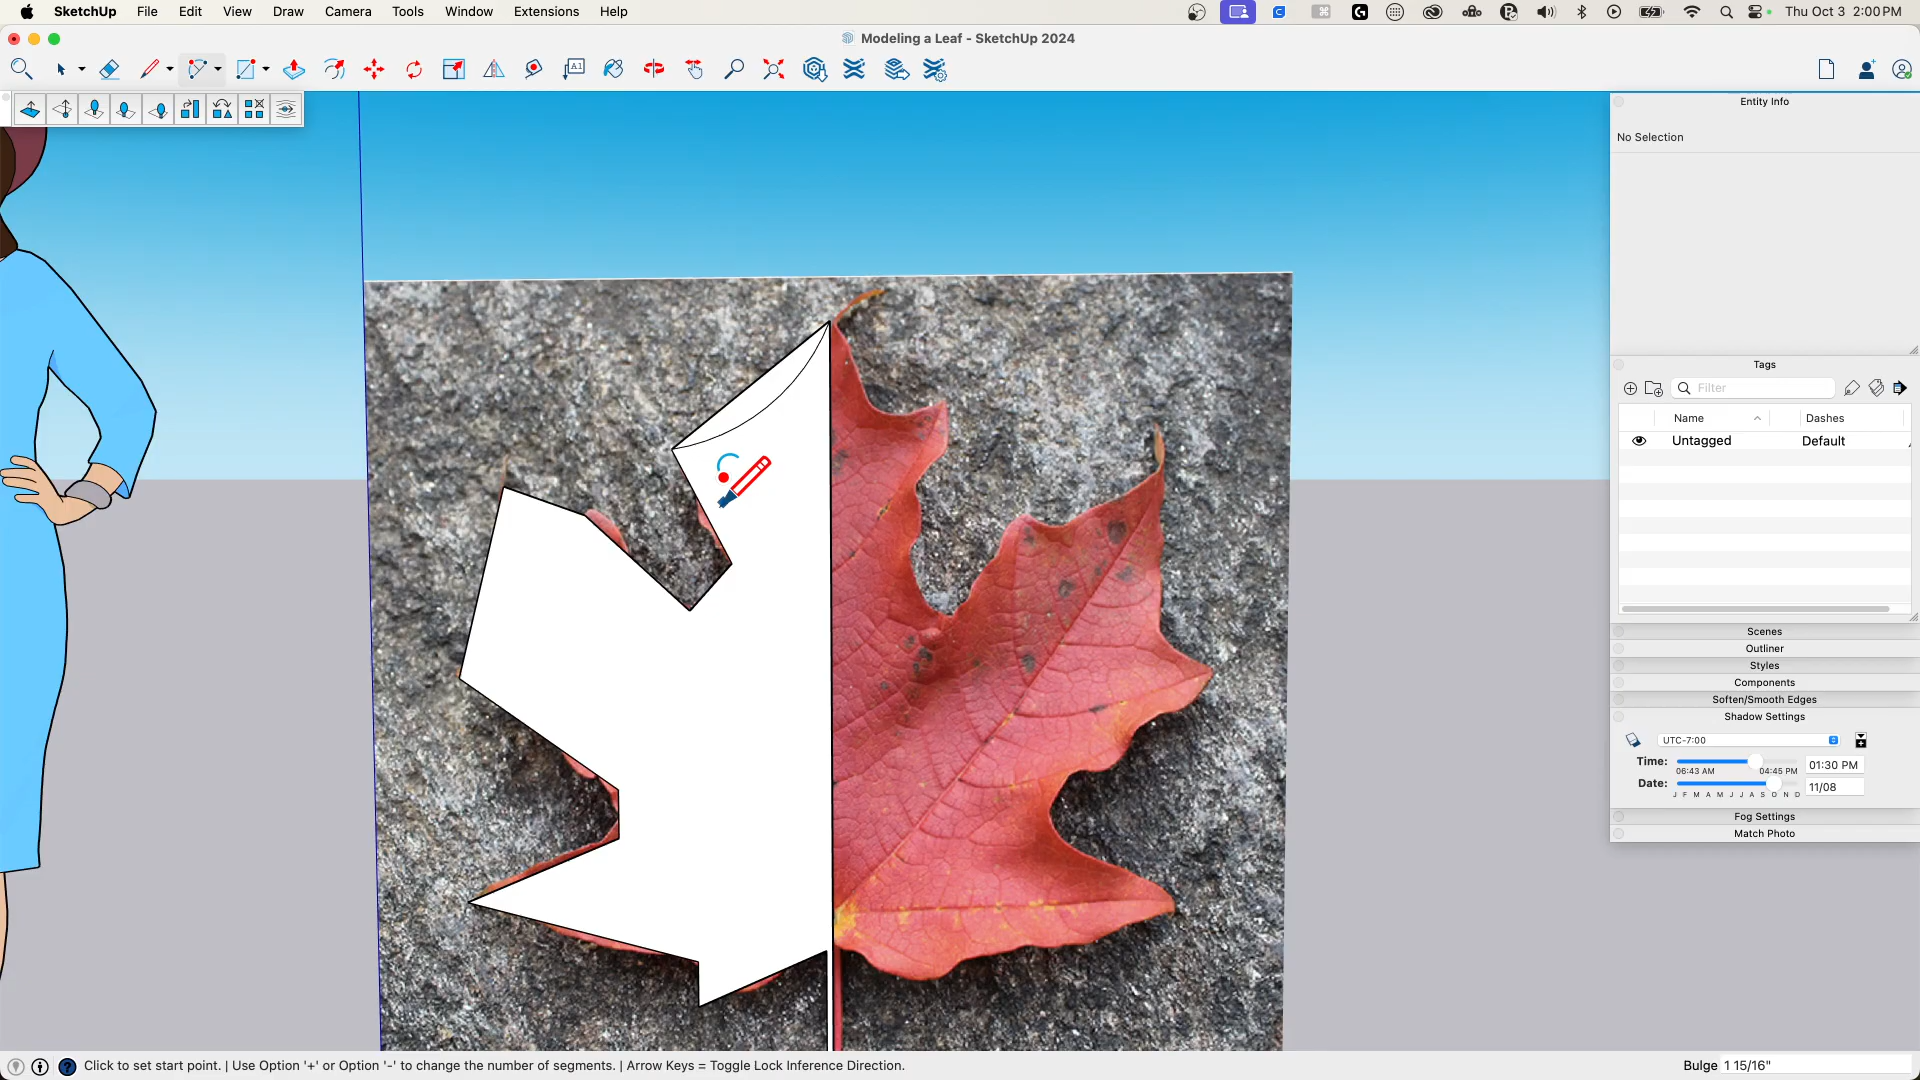 SketchUp File Edit View Draw Camera Tools Window Extensions Help Thu Oct 3 2:00 PM
Modeling a Leaf - SketchUp 2024
A1
Entity Info
No Selection
Tags
Filter
Name Dashes
Untagged Default
Scenes
Outliner
Styles
Components
Soften/Smooth Edges
Shadow Settings
UTC-7:00
Time: 01:30 PM
06:43 AM 04:45 PM
Date: 11/08
J F M A M J J A S O N D
Fog Settings
Match Photo
Click to set start point. | Use Option '+' or Option '-' to change the number of segments. | Arrow Keys = Toggle Lock Inference Direction. Bulge 1 15/16"